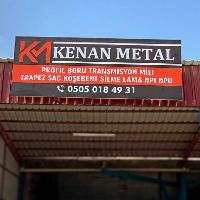 KM KENAN METAL
PROFİL BORU TRANSMİSYON MİLİ
TRAPEZ SAC KÖŞEBENT SİLME LAMA NPI NPU
0505 018 49 31